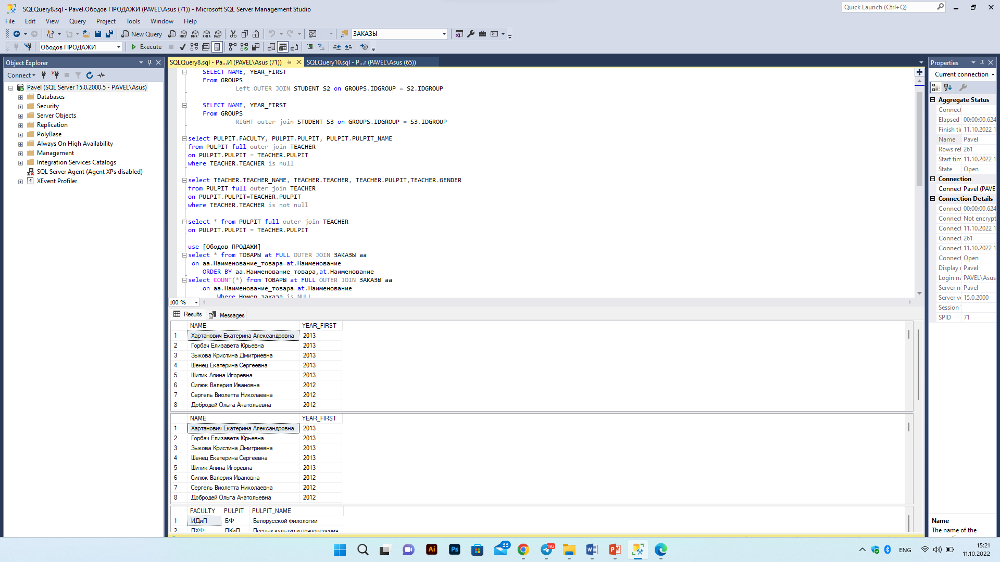 SQLQuery8.sql - Pavel.Ободов ПРОДАЖИ (PAVEL\Asus (71)) - Microsoft SQL Server Management Studio
Quick Launch (Ctrl+Q)
File Edit View Query Project Tools Window Help
New Query MDX DMX XMLA DAX ЗАКАЗЫ
Ободов ПРОДАЖИ Execute
Object Explorer
Connect
Pavel (SQL Server 15.0.2000.5 - PAVEL\Asus)
Databases
Security
Server Objects
Replication
PolyBase
Always On High Availability
Management
Integration Services Catalogs
SQL Server Agent (Agent XPs disabled)
XEvent Profiler
SQLQuery8.sql - Pa...И (PAVEL\Asus (71)) SQLQuery10.sql - P...r (PAVEL\Asus (65))
SELECT NAME, YEAR_FIRST
From GROUPS
Left OUTER JOIN STUDENT S2 on GROUPS.IDGROUP = S2.IDGROUP
SELECT NAME, YEAR_FIRST
From GROUPS
RIGHT outer join STUDENT S3 on GROUPS.IDGROUP = S3.IDGROUP
select PULPIT.FACULTY, PULPIT.PULPIT, PULPIT.PULPIT_NAME
from PULPIT full outer join TEACHER
on PULPIT.PULPIT = TEACHER.PULPIT
where TEACHER.TEACHER is null
select TEACHER.TEACHER_NAME, TEACHER.TEACHER, TEACHER.PULPIT,TEACHER.GENDER
from PULPIT full outer join TEACHER
on PULPIT.PULPIT=TEACHER.PULPIT
where TEACHER.TEACHER is not null
select * from PULPIT full outer join TEACHER
on PULPIT.PULPIT = TEACHER.PULPIT
use [Ободов ПРОДАЖИ]
select * from ТОВАРЫ at FULL OUTER JOIN ЗАКАЗЫ aa
on aa.Наименование_товара=at.Наименование
ORDER BY aa.Наименование_товара,at.Наименование
select COUNT(*) from ТОВАРЫ at FULL OUTER JOIN ЗАКАЗЫ aa
on aa.Наименование_товара=at.Наименование
Where Номер_заказа is NULL
100 %
Results Messages
NAME YEAR_FIRST
1 Хартанович Екатерина Александровна 2013
2 Горбач Елизавета Юрьевна 2013
3 Зыкова Кристина Дмитриевна 2013
4 Шенец Екатерина Сергеевна 2013
5 Шитик Алина Игоревна 2013
6 Силюк Валерия Ивановна 2012
7 Сергель Виолетта Николаевна 2012
8 Добродей Ольга Анатольевна 2012
NAME YEAR_FIRST
1 Хартанович Екатерина Александровна 2013
2 Горбач Елизавета Юрьевна 2013
3 Зыкова Кристина Дмитриевна 2013
4 Шенец Екатерина Сергеевна 2013
5 Шитик Алина Игоревна 2013
6 Силюк Валерия Ивановна 2012
7 Сергель Виолетта Николаевна 2012
8 Добродей Ольга Анатольевна 2012
FACULTY PULPIT PULPIT_NAME
1 ИДиП БФ Белорусской филологии
2 ЛХФ ЛКиП Лесных культур и почвоведения
Properties
Current connection
Aggregate Status
Connect
Elapsed 00:00:00.624
Finish ti 11.10.2022 1
Name Pavel
Rows ret 261
Start tim 11.10.2022 1
State Open
Connection
Connect Pavel (PAVE
Connection Details
Connect 00:00:00.624
Connect Not encrypt
Connect 11.10.2022 1
Connect 261
Connect 11.10.2022 1
Connect Open
Display Pavel
Login na PAVEL\Asus
Server n Pavel
Server ve 15.0.2000
Session
SPID 71
Name
The name of the
Ai Ps 33 192
ENG
15:21
11.10.2022